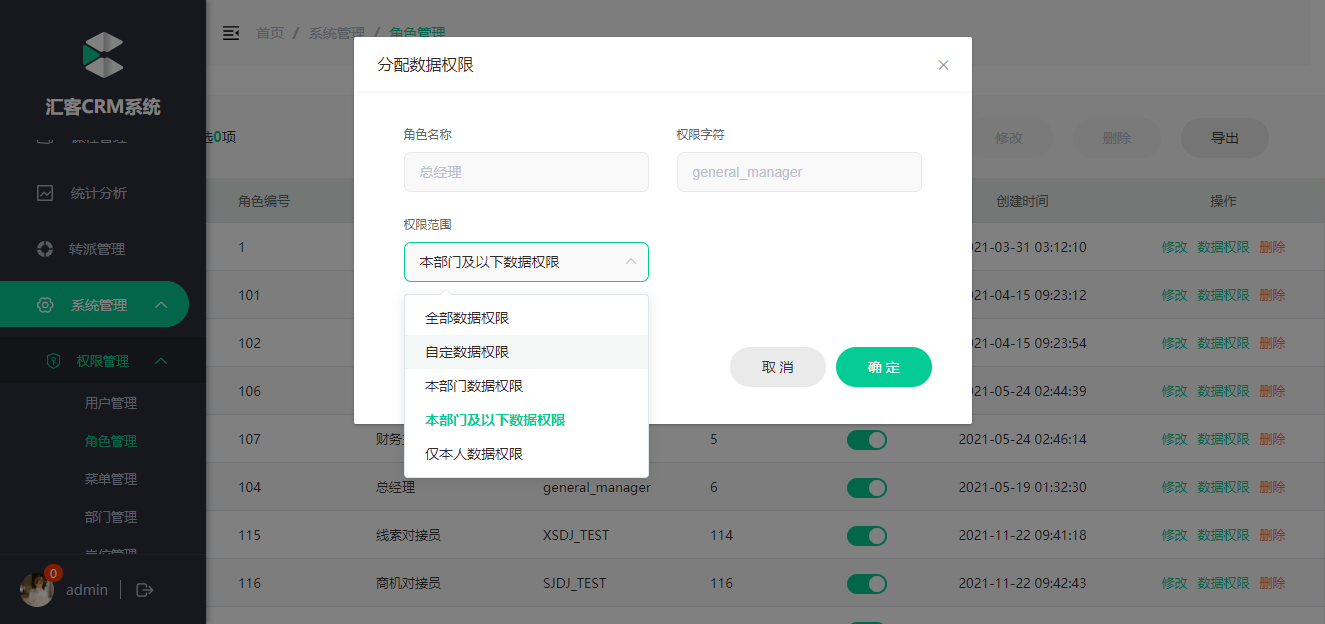 首页 / 系统管理 / 角色管理
汇客CRM系统
课程管理
统计分析
转派管理
系统管理
权限管理
用户管理
角色管理
菜单管理
部门管理
岗位管理
0
admin
选0项
修改 删除 导出
角色编号 创建时间 操作
1 21-03-31 03:12:10 修改 数据权限 删除
101 21-04-15 09:23:12 修改 数据权限 删除
102 21-04-15 09:23:54 修改 数据权限 删除
106 21-05-24 02:44:39 修改 数据权限 删除
107 财务 5 2021-05-24 02:46:14 修改 数据权限 删除
104 总经理 general_manager 6 2021-05-19 01:32:30 修改 数据权限 删除
115 线索对接员 XSDJ_TEST 114 2021-11-22 09:41:18 修改 数据权限 删除
116 商机对接员 SJDJ_TEST 116 2021-11-22 09:42:43 修改 数据权限 删除
分配数据权限
角色名称 权限字符
总经理 general_manager
权限范围
本部门及以下数据权限
全部数据权限
自定数据权限
本部门数据权限
本部门及以下数据权限
仅本人数据权限
取 消 确 定